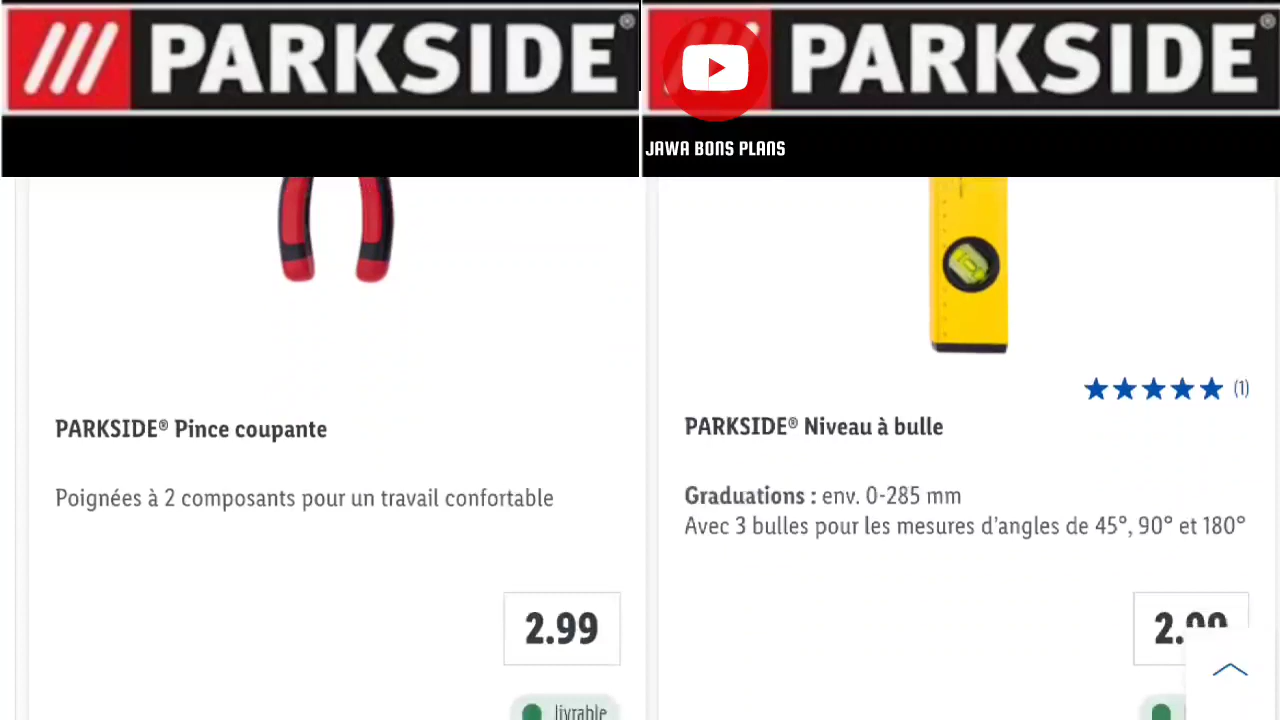 PARKSIDE®
PARKSIDE®
JAWA BONS PLANS
PARKSIDE® Pince coupante
Poignées à 2 composants pour un travail confortable
2.99
livrable
(1)
PARKSIDE® Niveau à bulle
Graduations : env. 0-285 mm
Avec 3 bulles pour les mesures d'angles de 45°, 90° et 180°